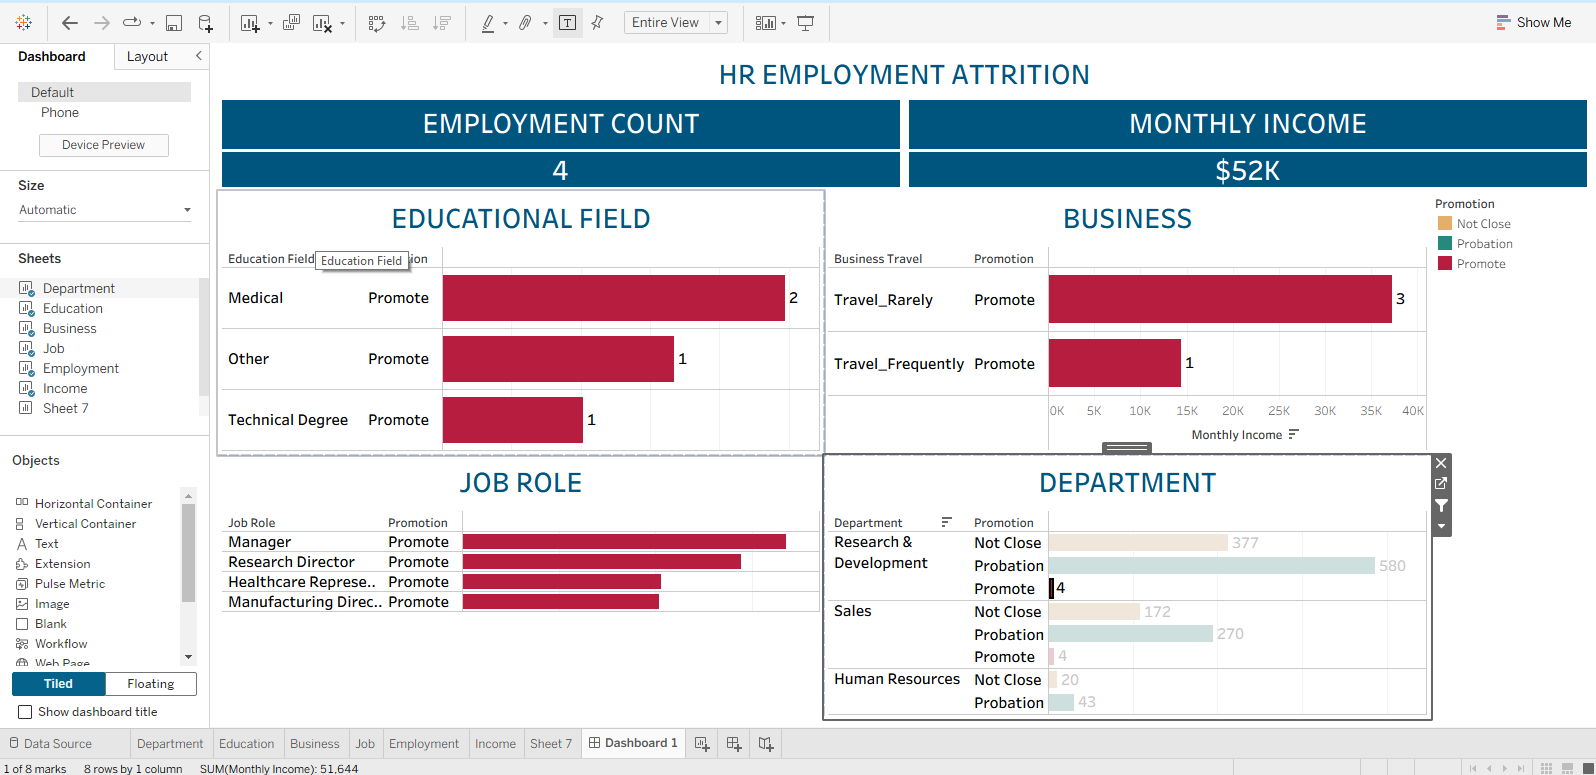 Entire View
Show Me
Dashboard
Layout
Default
Phone
Device Preview
Size
Automatic
Sheets
Department
Education
Business
Job
Employment
Income
Sheet 7
Objects
Horizontal Container
Vertical Container
Text
Extension
Pulse Metric
Image
Blank
Workflow
Web Page
Tiled
Floating
Show dashboard title
HR EMPLOYMENT ATTRITION
EMPLOYMENT COUNT
4
MONTHLY INCOME
$52K
EDUCATIONAL FIELD
Education Field
Education Field
Medical Promote 2
Other Promote 1
Technical Degree Promote 1
BUSINESS
Business Travel Promotion
Travel_Rarely Promote 3
Travel_Frequently Promote 1
0K 5K 10K 15K 20K 25K 30K 35K 40K
Monthly Income
Promotion
Not Close
Probation
Promote
JOB ROLE
Job Role Promotion
Manager Promote
Research Director Promote
Healthcare Represe.. Promote
Manufacturing Direc.. Promote
DEPARTMENT
Department Promotion
Research & Development
Not Close 377
Probation 580
Promote 4
Sales Not Close 172
Probation 270
Promote 4
Human Resources Not Close 20
Probation 43
Data Source Department Education Business Job Employment Income Sheet 7 Dashboard 1
1 of 8 marks 8 rows by 1 column SUM(Monthly Income): 51,644